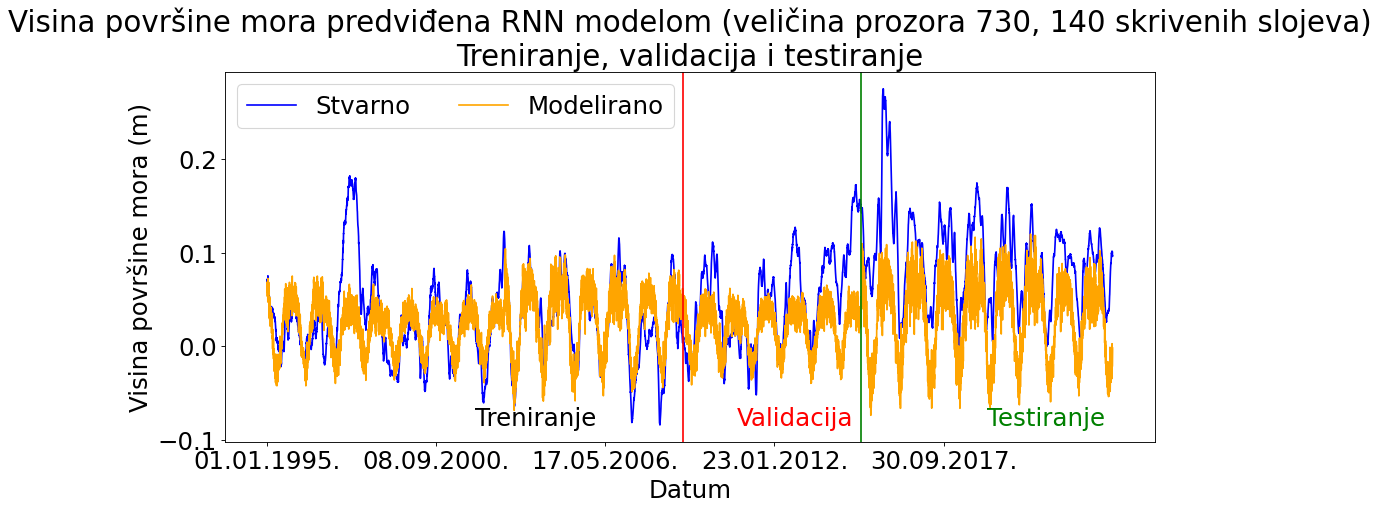 Visina površine mora predviđena RNN modelom (veličina prozora 730, 140 skrivenih slojeva)
Treniranje, validacija i testiranje
Stvarno
Modelirano
Visina površine mora (m)
0.2
0.1
0.0
−0.1
Treniranje
Validacija
Testiranje
01.01.1995.
08.09.2000.
17.05.2006.
23.01.2012.
30.09.2017.
Datum